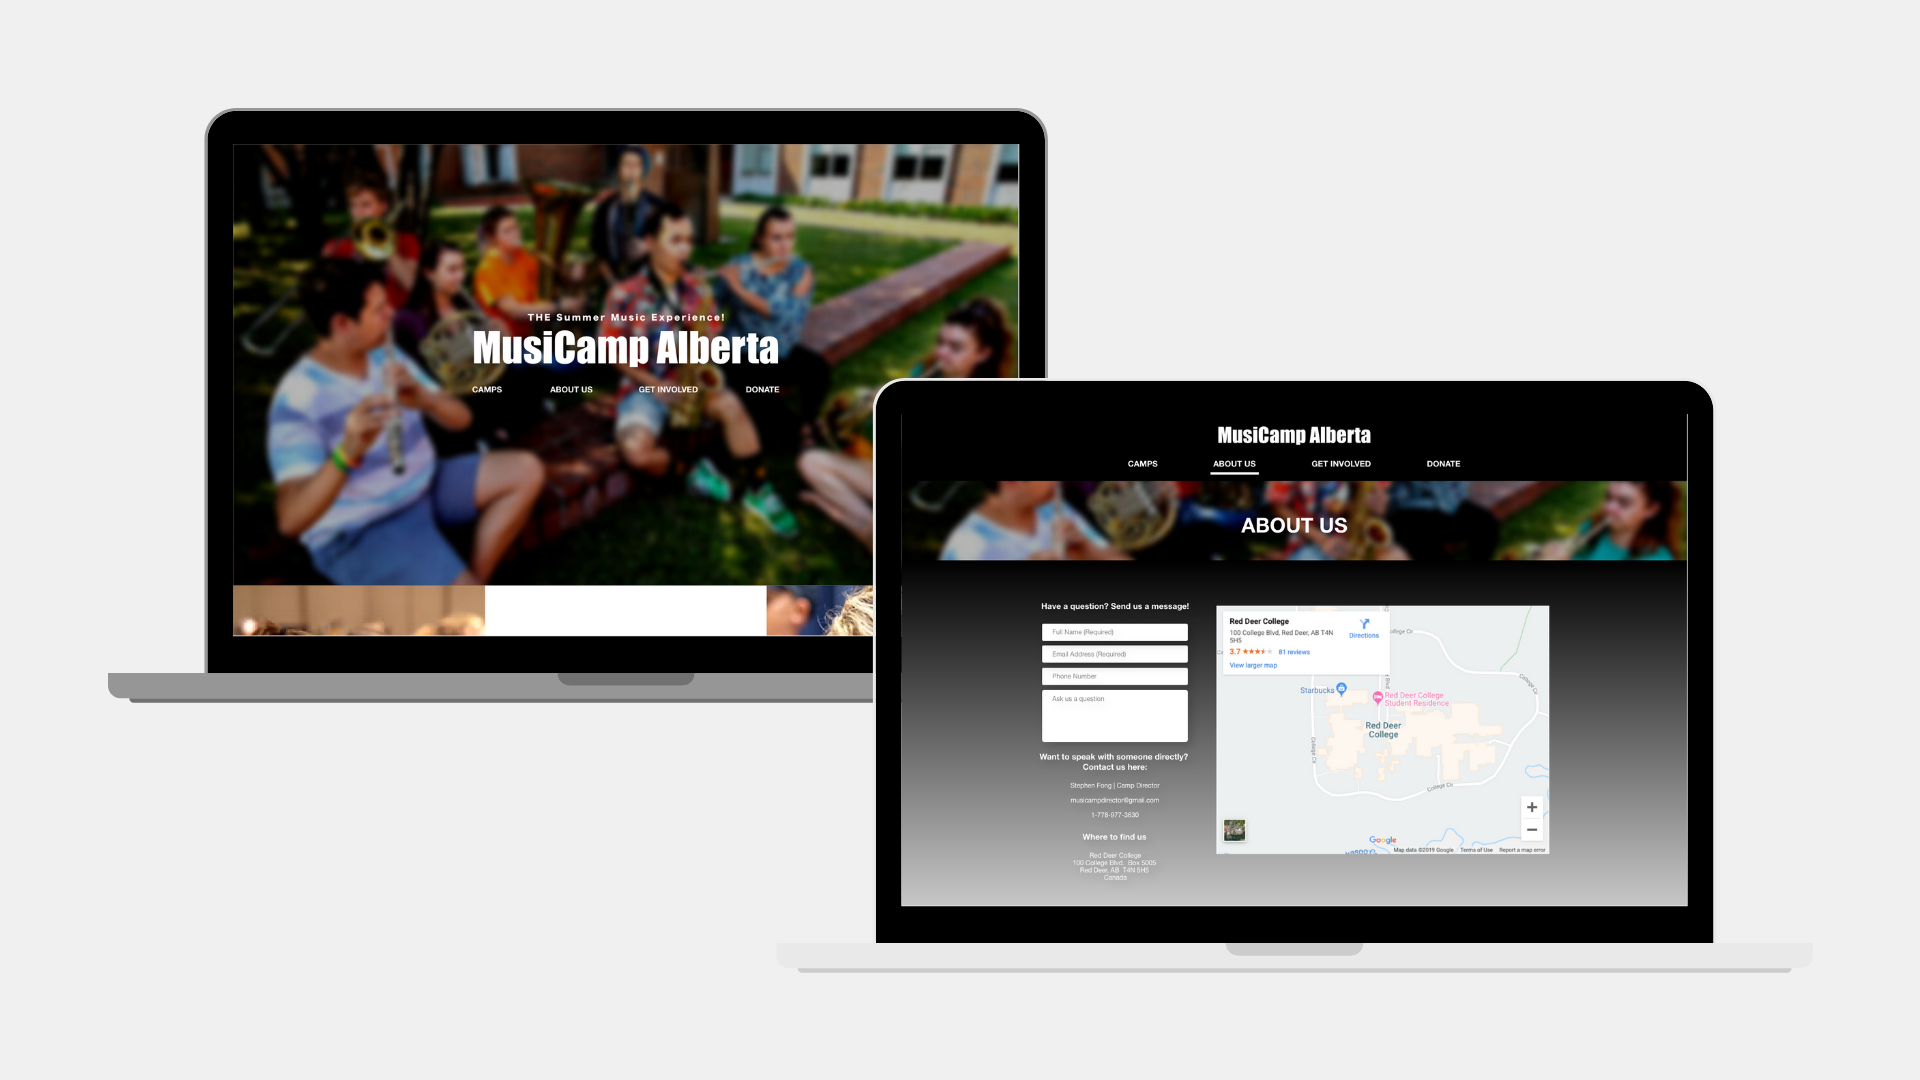 THE Summer Music Experience!
MusiCamp Alberta
CAMPS ABOUT US GET INVOLVED DONATE
MusiCamp Alberta
CAMPS ABOUT US GET INVOLVED DONATE
ABOUT US
Have a question? Send us a message!
Full Name (Required)
Email Address (Required)
Phone Number
Ask us a question
Want to speak with someone directly?
Contact us here:
Stephen Fong | Camp Director
musicampdirector@gmail.com
1-778-977-3630
Where to find us
Red Deer College
100 College Blvd. Box 5005
Red Deer, AB T4N 5H5
Canada
Red Deer College
100 College Blvd, Red Deer, AB T4N
5H5
Directions
3.7 81 reviews
View larger map
College Cir
Starbucks
Red Deer College
Student Residence
Red Deer
College
College Cir
College Cir
Google
Map data ©2019 Google Terms of Use Report a map error